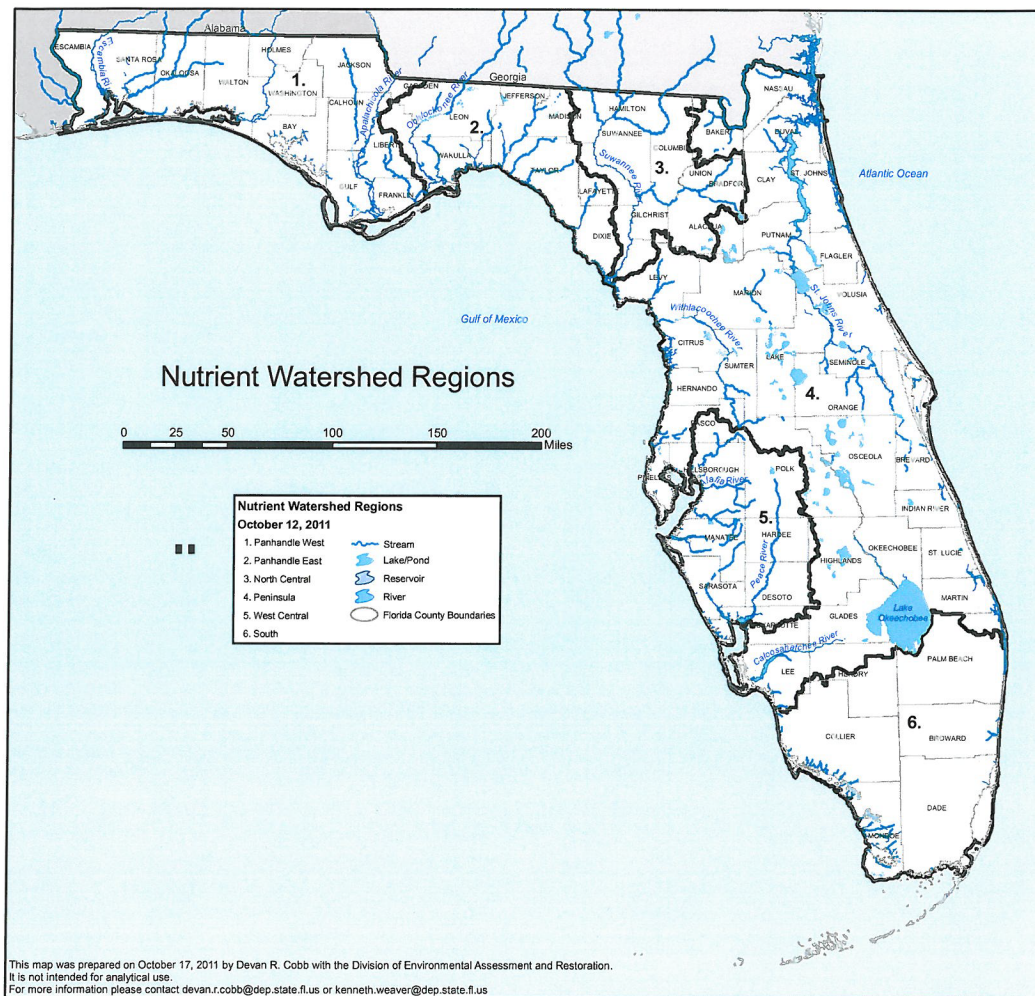 Alabama
ESCAMBIA
Escambia River
SANTA ROSA
OKALOOSA
WALTON
HOLMES
1.
WASHINGTON
BAY
JACKSON
CALHOUN
Apalachicola River
LIBERTY
GULF
FRANKLIN
Georgia
GADSDEN
Ochlockonee River
LEON
2.
JEFFERSON
MADISON
WAKULLA
TAYLOR
LAFAYETTE
DIXIE
HAMILTON
SUWANNEE
Suwannee River
COLUMBIA
3.
BAKER
UNION
BRADFORD
GILCHRIST
ALACHUA
NASSAU
DUVAL
CLAY
ST. JOHNS
Atlantic Ocean
PUTNAM
FLAGLER
LEVY
MARION
VOLUSIA
St. Johns River
Gulf of Mexico
Withlacoochee River
CITRUS
SUMTER
LAKE
SEMINOLE
HERNANDO
4.
ORANGE
PASCO
OSCEOLA
BREVARD
PINELLAS
HILLSBOROUGH
Alafia River
POLK
INDIAN RIVER
5.
MANATEE
HARDEE
Peace River
OKEECHOBEE
ST. LUCIE
HIGHLANDS
SARASOTA
DESOTO
MARTIN
CHARLOTTE
GLADES
Lake
Okeechobee
Calcosahatchee River
LEE
HENDRY
PALM BEACH
6.
COLLIER
BROWARD
DADE
MONROE
Nutrient Watershed Regions
0 25 50 100 150 200
Miles
Nutrient Watershed Regions
October 12, 2011
1. Panhandle West
2. Panhandle East
3. North Central
4. Peninsula
5. West Central
6. South
Stream
Lake/Pond
Reservoir
River
Florida County Boundaries
This map was prepared on October 17, 2011 by Devan R. Cobb with the Division of Environmental Assessment and Restoration.
It is not intended for analytical use.
For more information please contact devan.r.cobb@dep.state.fl.us or kenneth.weaver@dep.state.fl.us